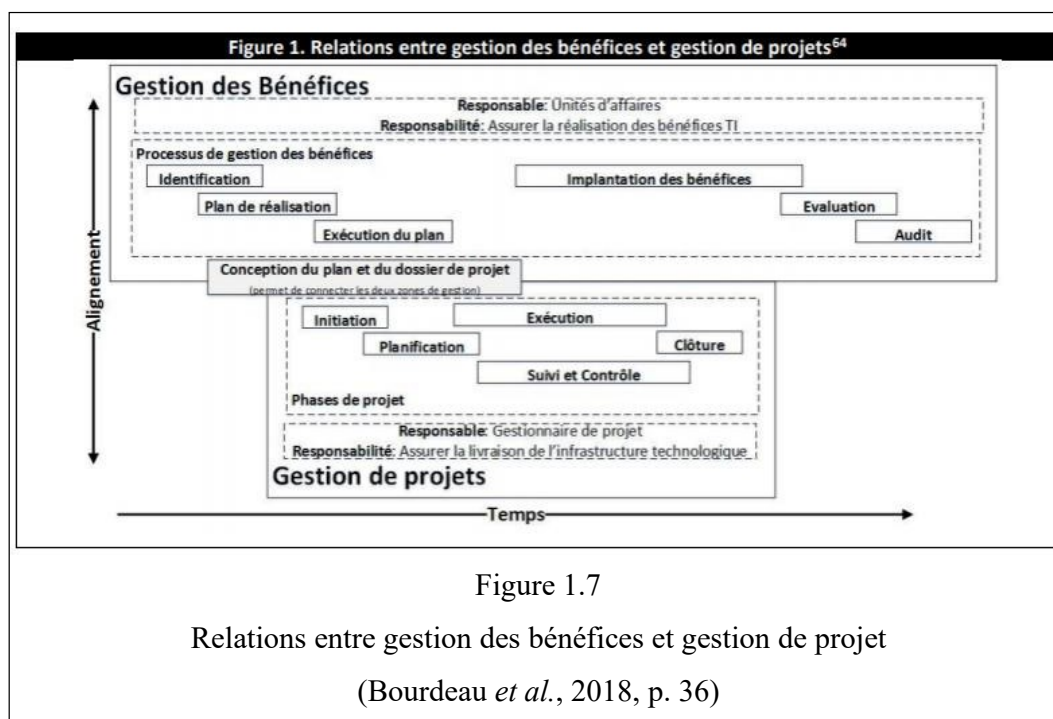 Figure 1. Relations entre gestion des bénéfices et gestion de projets⁶⁴
Gestion des Bénéfices
Responsable: Unités d'affaires
Responsabilité: Assurer la réalisation des bénéfices TI
Processus de gestion des bénéfices
Identification
Implantation des bénéfices
Plan de réalisation
Evaluation
Exécution du plan
Audit
Alignement
Conception du plan et du dossier de projet
(permet de connecter les deux zones de gestion)
Initiation
Exécution
Planification
Clôture
Suivi et Contrôle
Phases de projet
Responsable: Gestionnaire de projet
Responsabilité: Assurer la livraison de l'infrastructure technologique
Gestion de projets
Temps
Figure 1.7
Relations entre gestion des bénéfices et gestion de projet
(Bourdeau et al., 2018, p. 36)